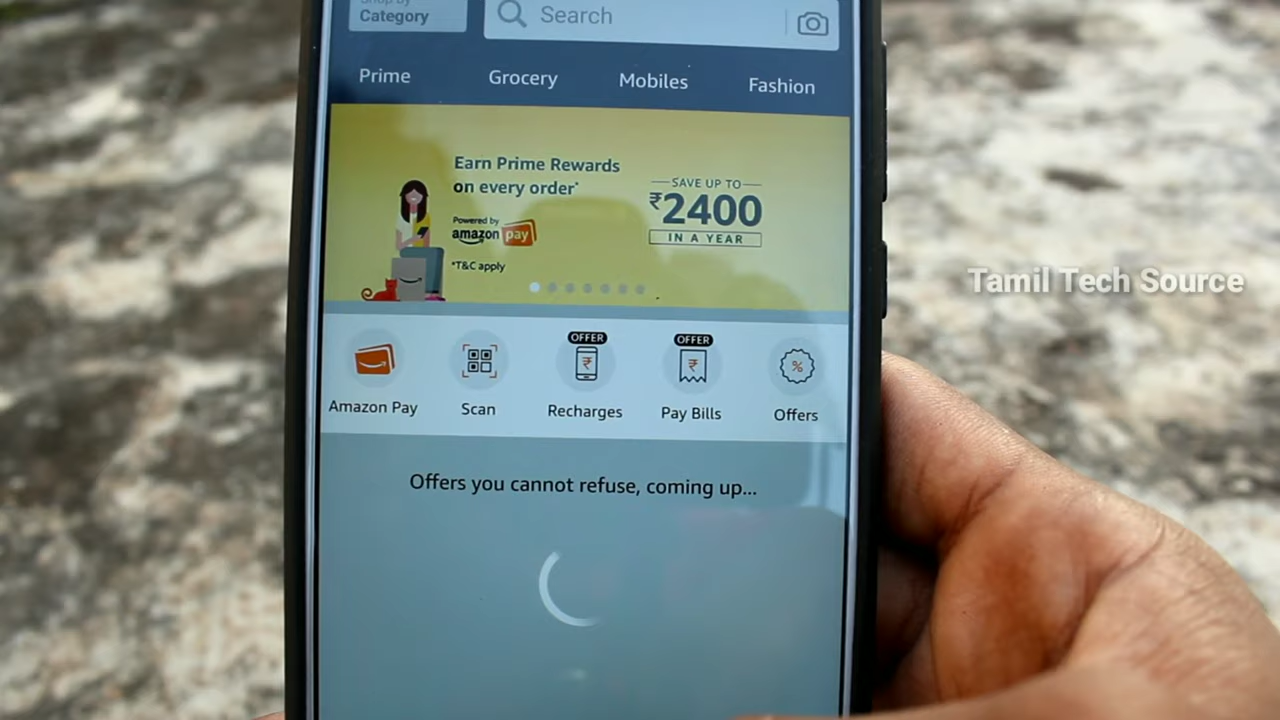 Shop by
Category
Search
Prime
Grocery
Mobiles
Fashion
Earn Prime Rewards
on every order*
SAVE UP TO
₹2400
IN A YEAR
Powered by
amazon pay
*T&C apply
OFFER
OFFER
Amazon Pay
Scan
Recharges
Pay Bills
Offers
Offers you cannot refuse, coming up...
Tamil Tech Source